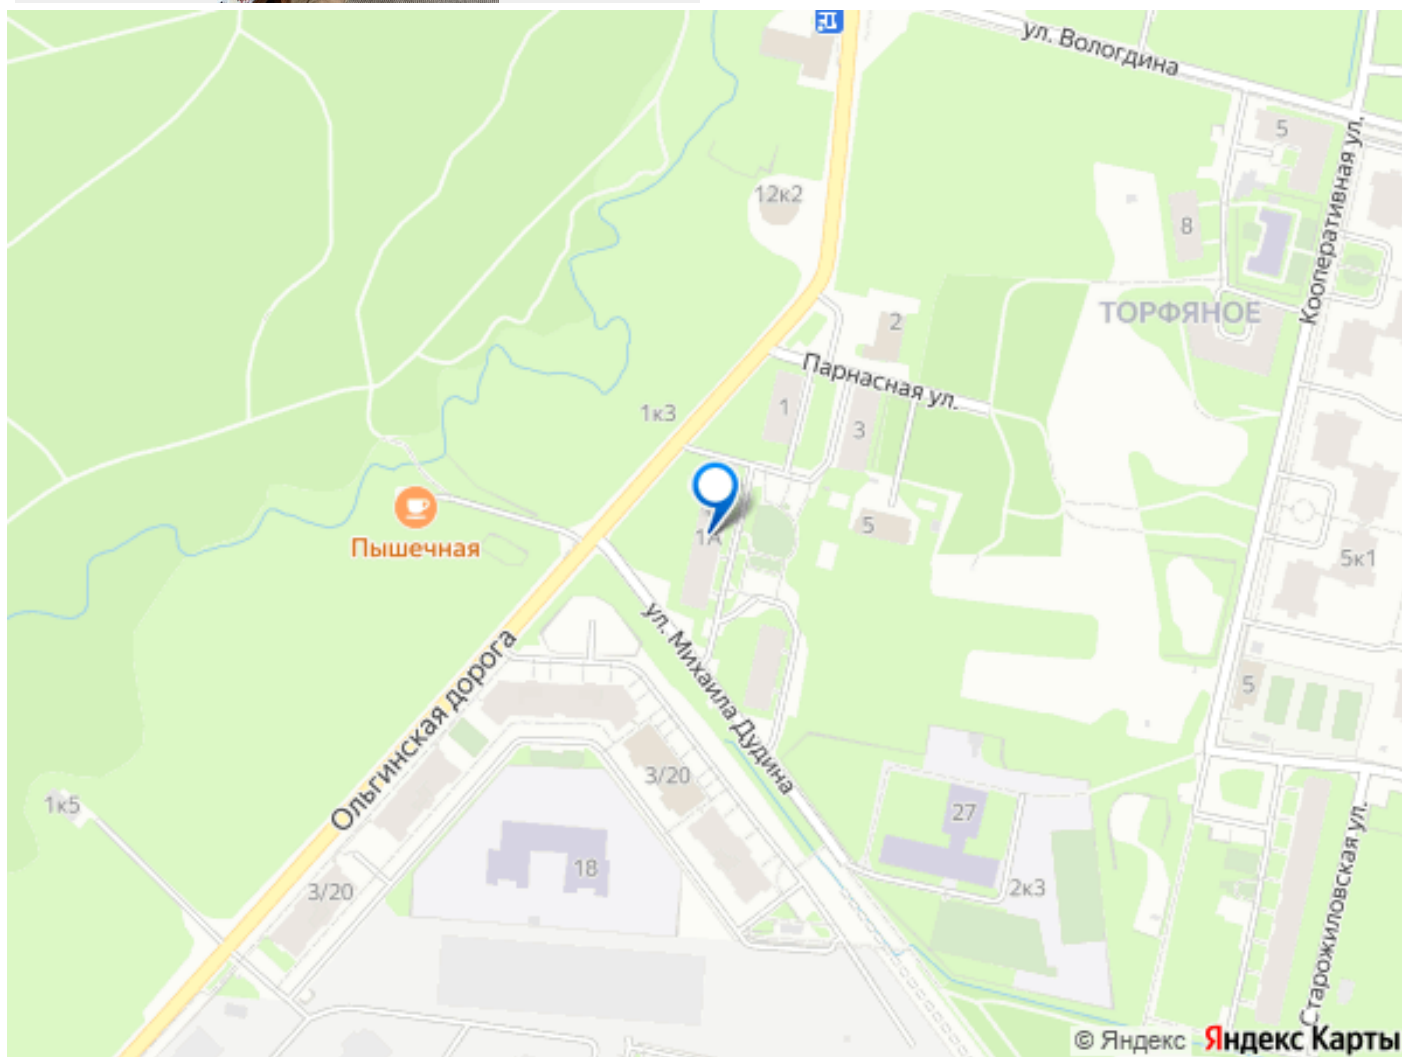 ул. Вологдина
5
Кооперативная ул.
12к2
8
ТОРФЯНОЕ
2
Парнасная ул.
1к3
1
3
Пышечная
1А
5
5к1
ул. Михаила Дудина
Ольгинская дорога
5
3/20
1к5
27
18
2к3
3/20
Старожиловская ул.
© Яндекс Яндекс Карты